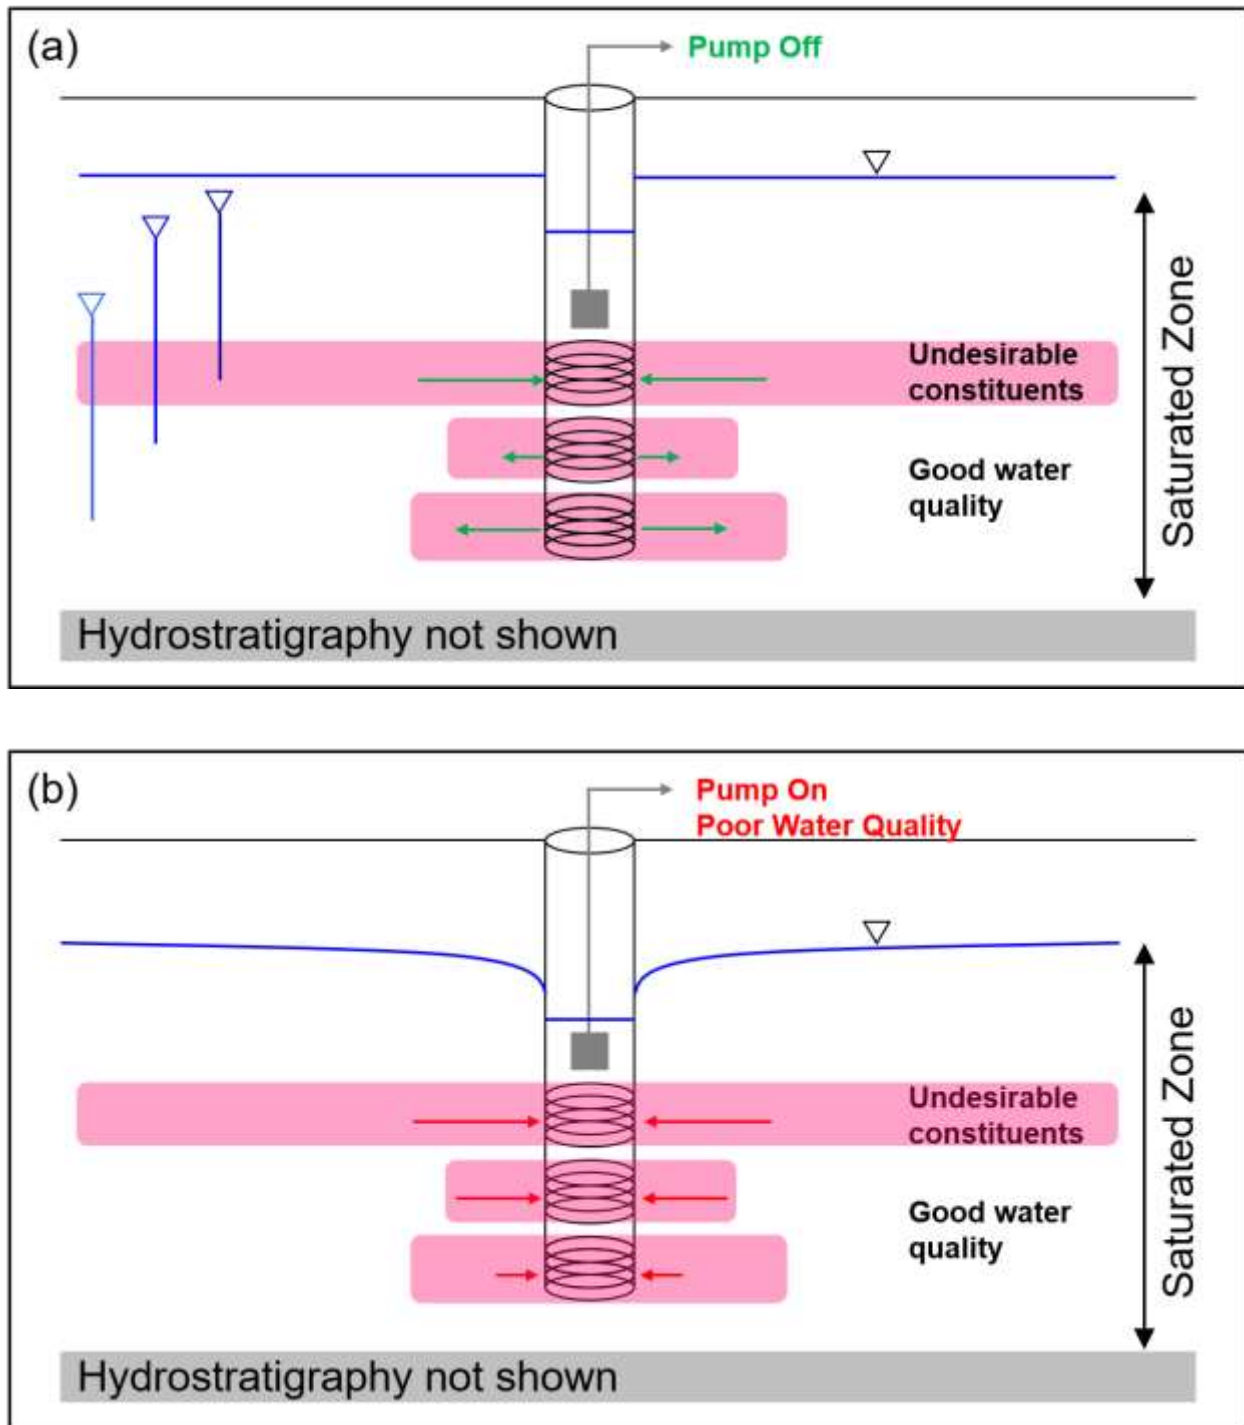 (a)
Pump Off
Undesirable
constituents
Good water
quality
Saturated Zone
Hydrostratigraphy not shown
(b)
Pump On
Poor Water Quality
Undesirable
constituents
Good water
quality
Saturated Zone
Hydrostratigraphy not shown